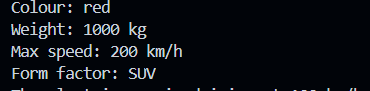 Colour: red
Weight: 1000 kg
Max speed: 200 km/h
Form factor: SUV